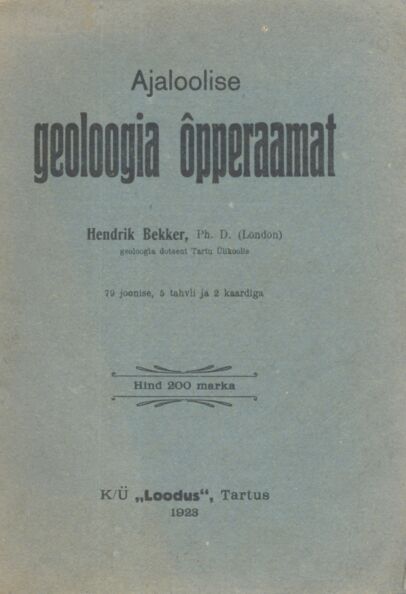 Ajaloolise
geoloogia ôpperaamat
Hendrik Bekker, Ph. D. (London)
geoloogia dotsent Tartu Ülikoolis
79 joonise, 5 tahvli ja 2 kaardiga
Hind 200 marka
K/Ü „Loodus“, Tartus
1923